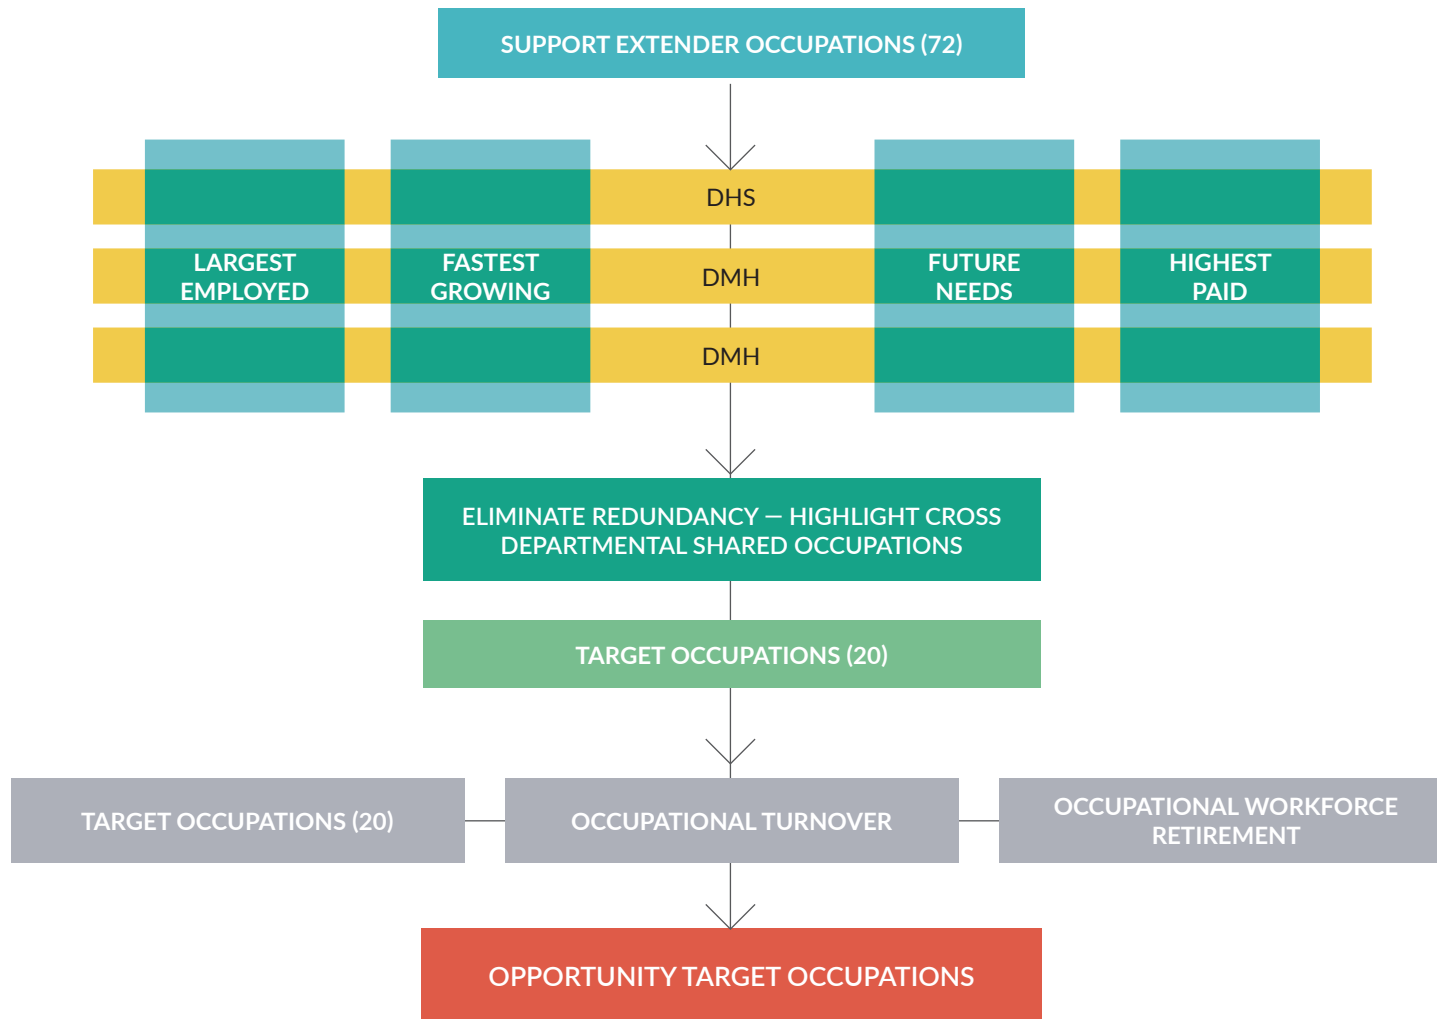 SUPPORT EXTENDER OCCUPATIONS (72)
DHS
LARGEST
EMPLOYED
FASTEST
GROWING
DMH
FUTURE
NEEDS
HIGHEST
PAID
DMH
ELIMINATE REDUNDANCY — HIGHLIGHT CROSS
DEPARTMENTAL SHARED OCCUPATIONS
TARGET OCCUPATIONS (20)
TARGET OCCUPATIONS (20)
OCCUPATIONAL TURNOVER
OCCUPATIONAL WORKFORCE
RETIREMENT
OPPORTUNITY TARGET OCCUPATIONS